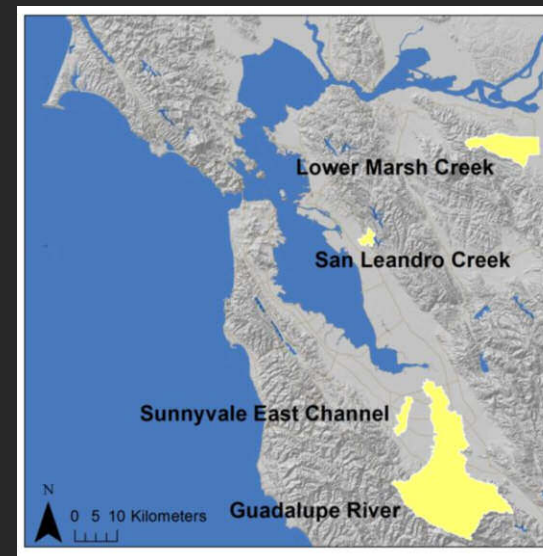 Lower Marsh Creek
San Leandro Creek
Sunnyvale East Channel
Guadalupe River
N
0 5 10 Kilometers